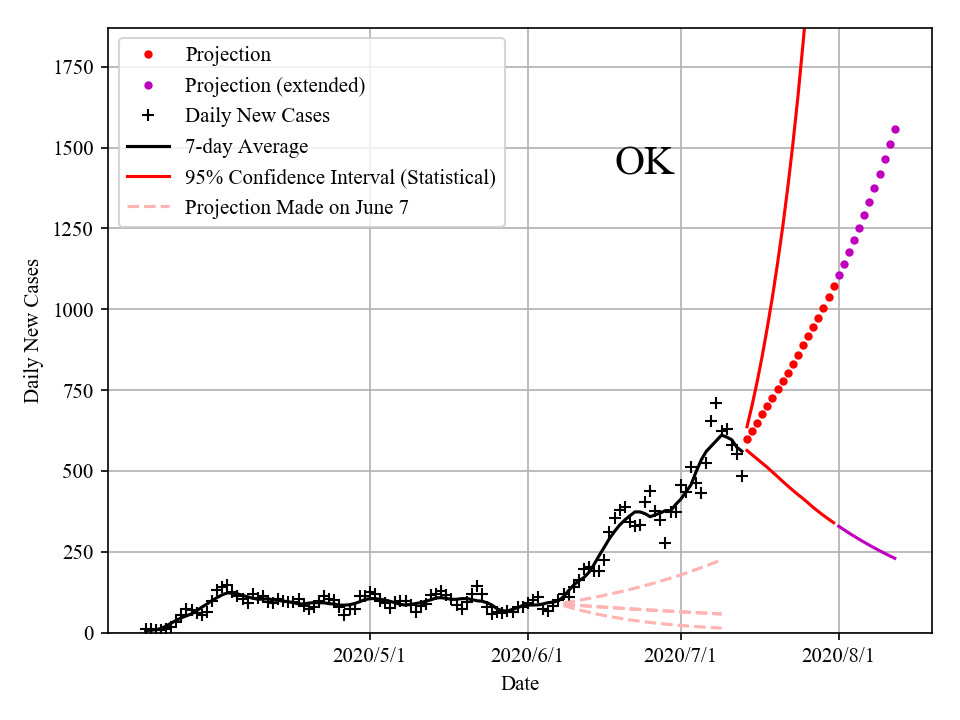 Projection
Projection (extended)
Daily New Cases
7-day Average
95% Confidence Interval (Statistical)
Projection Made on June 7
OK
1750
1500
1250
1000
750
500
250
0
Daily New Cases
2020/5/1
2020/6/1
2020/7/1
2020/8/1
Date